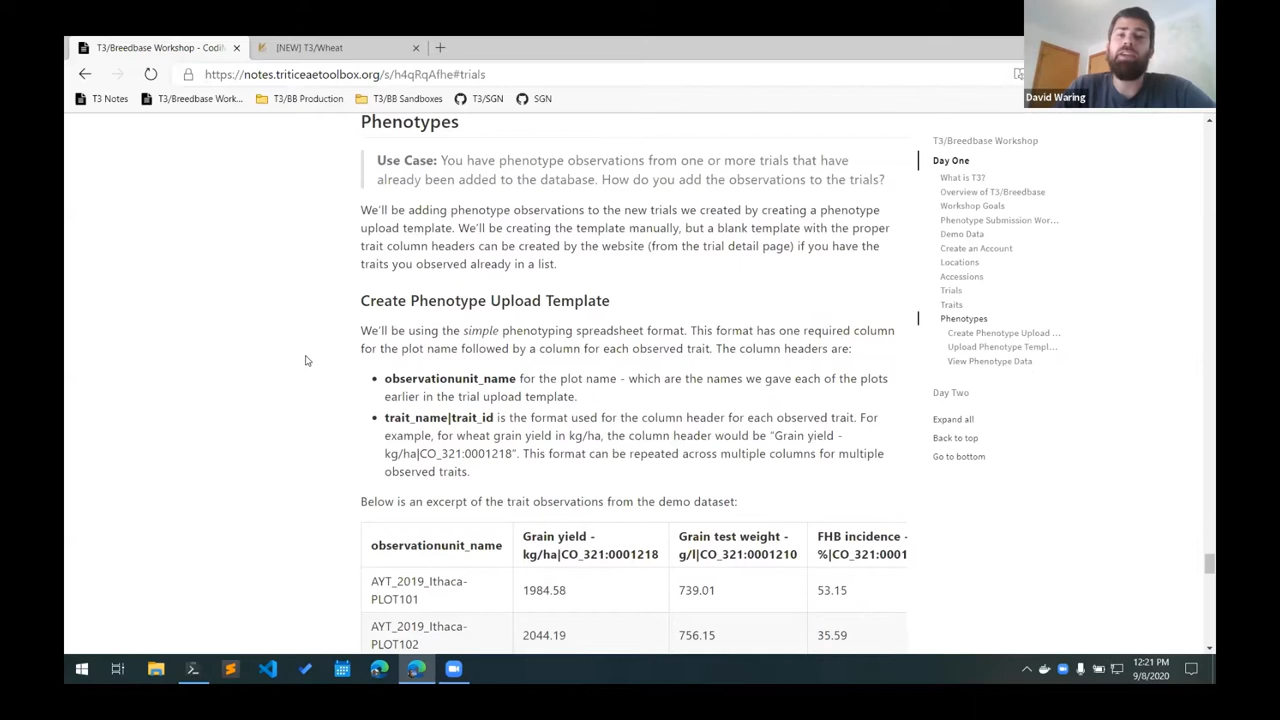 T3/Breedbase Workshop - Codi
[NEW] T3/Wheat
https://notes.triticeaetoolbox.org/s/h4qRqAfhe#trials
T3 Notes
T3/Breedbase Work...
T3/BB Production
T3/BB Sandboxes
T3/SGN
SGN
David Waring
Phenotypes
Use Case: You have phenotype observations from one or more trials that have
already been added to the database. How do you add the observations to the trials?
We'll be adding phenotype observations to the new trials we created by creating a phenotype
upload template. We'll be creating the template manually, but a blank template with the proper
trait column headers can be created by the website (from the trial detail page) if you have the
traits you observed already in a list.
Create Phenotype Upload Template
We'll be using the simple phenotyping spreadsheet format. This format has one required column
for the plot name followed by a column for each observed trait. The column headers are:
• observationunit_name for the plot name - which are the names we gave each of the plots
earlier in the trial upload template.
• trait_name|trait_id is the format used for the column header for each observed trait. For
example, for wheat grain yield in kg/ha, the column header would be "Grain yield -
kg/ha|CO_321:0001218". This format can be repeated across multiple columns for multiple
observed traits.
Below is an excerpt of the trait observations from the demo dataset:
observationunit_name
Grain yield -
kg/ha|CO_321:0001218
Grain test weight -
g/l|CO_321:0001210
FHB incidence -
%|CO_321:0001
AYT_2019_Ithaca-
PLOT101
1984.58
739.01
53.15
AYT_2019_Ithaca-
PLOT102
2044.19
756.15
35.59
T3/Breedbase Workshop
Day One
What is T3?
Overview of T3/Breedbase
Workshop Goals
Phenotype Submission Wor...
Demo Data
Create an Account
Locations
Accessions
Trials
Traits
Phenotypes
Create Phenotype Upload ...
Upload Phenotype Templ...
View Phenotype Data
Day Two
Expand all
Back to top
Go to bottom
12:21 PM
9/8/2020